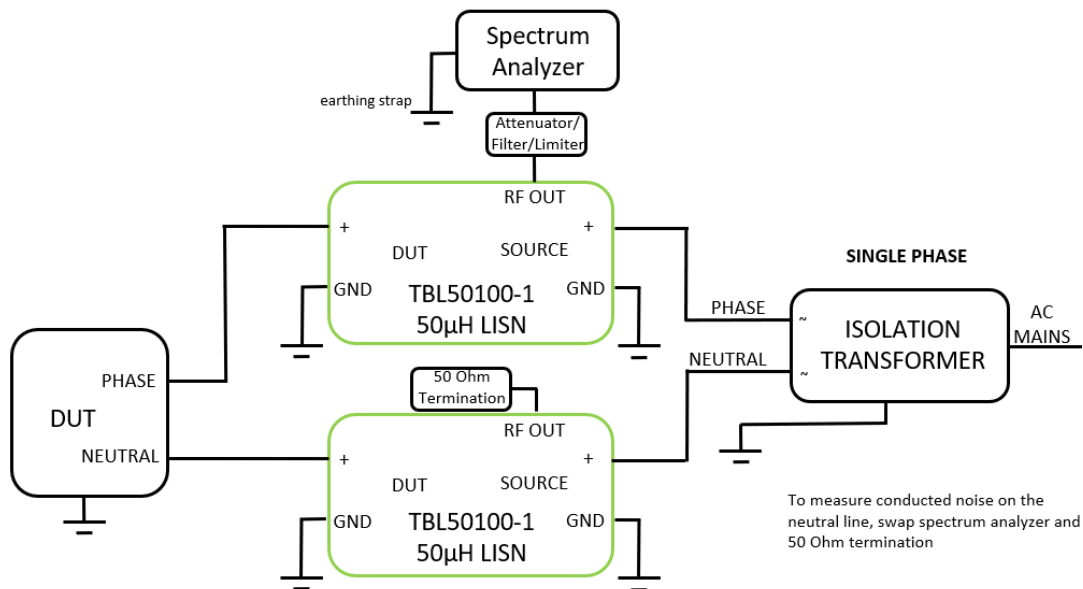 Spectrum
Analyzer
earthing strap
Attenuator/
Filter/Limiter
RF OUT
+
+
DUT
SOURCE
GND
GND
TBL50100-1
50µH LISN
SINGLE PHASE
PHASE
~
ISOLATION
TRANSFORMER
AC
MAINS
NEUTRAL
~
PHASE
DUT
NEUTRAL
50 Ohm
Termination
RF OUT
+
+
DUT
SOURCE
GND
GND
TBL50100-1
50µH LISN
To measure conducted noise on the
neutral line, swap spectrum analyzer and
50 Ohm termination